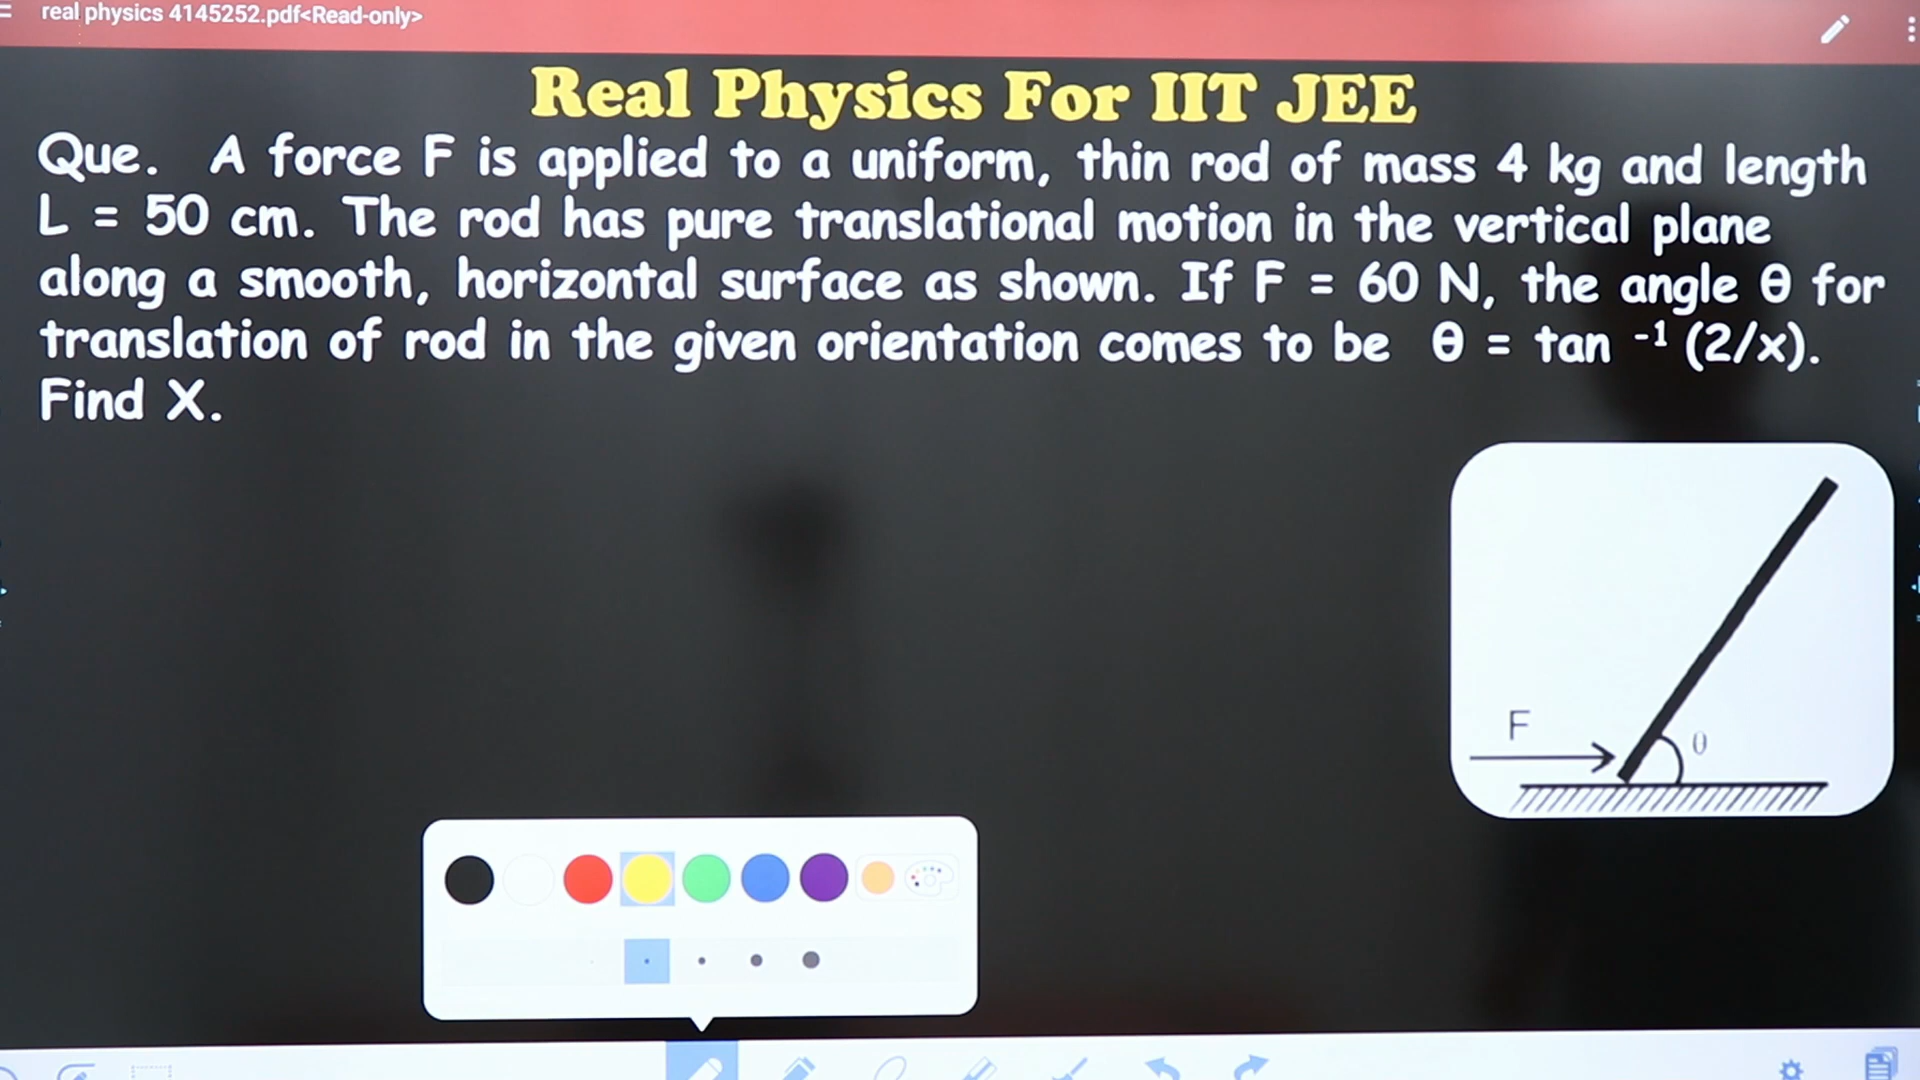 real physics 4145252.pdf<Read-only>
Real Physics For IIT JEE
Que. A force F is applied to a uniform, thin rod of mass 4 kg and length
L = 50 cm. The rod has pure translational motion in the vertical plane
along a smooth, horizontal surface as shown. If F = 60 N, the angle θ for
translation of rod in the given orientation comes to be θ = tan ⁻¹ (2/x).
Find X.
F
θ